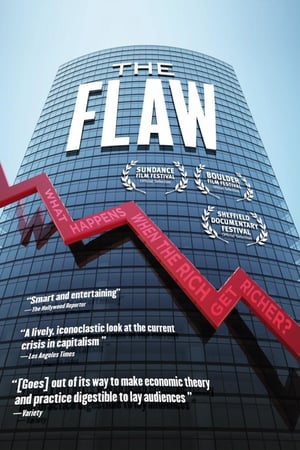 THE
FLAW
SUNDANCE
FILM FESTIVAL
BOULDER
FILM FESTIVAL
SHEFFIELD
DOCUMENTARY
FESTIVAL
WHAT HAPPENS WHEN THE RICH GET RICHER?
“Smart and entertaining”
—The Hollywood Reporter
“A lively, iconoclastic look at the current
crisis in capitalism”
—Los Angeles Times
“[Goes] out of its way to make economic theory
and practice digestible to lay audiences”
—Variety